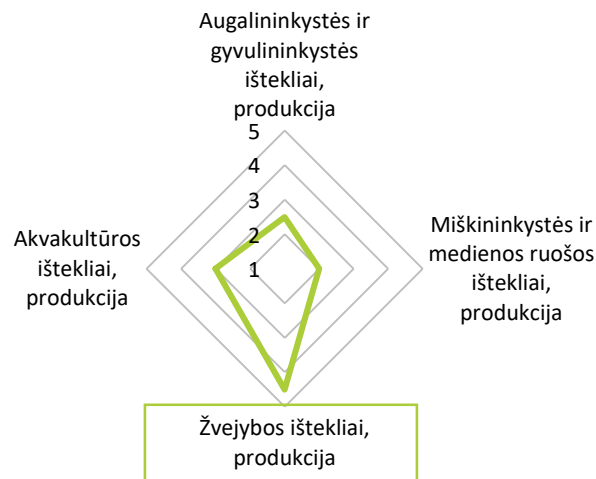 Augalininkystės ir
gyvulininkystės
ištekliai,
produkcija
5
4
3
2
1
Miškininkystės ir
medienos ruošos
ištekliai,
produkcija
Akvakultūros
ištekliai,
produkcija
Žvejybos ištekliai,
produkcija